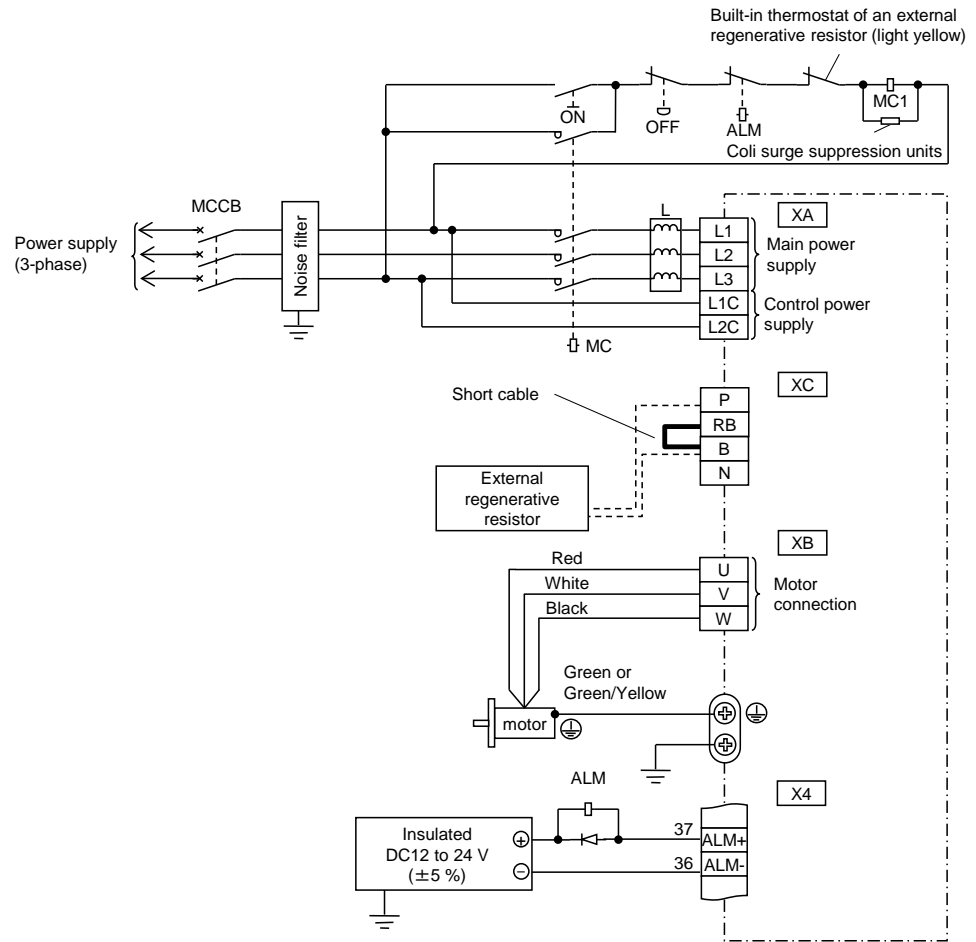 Built-in thermostat of an external
regenerative resistor (light yellow)
ON
OFF
ALM
MC1
Coli surge suppression units
MCCB
Noise filter
L
XA
Power supply
(3-phase)
L1
L2
L3
L1C
L2C
Main power
supply
Control power
supply
MC
XC
Short cable
P
RB
B
N
External
regenerative
resistor
XB
Red
White
Black
U
V
W
Motor
connection
Green or
Green/Yellow
motor
ALM
X4
Insulated
DC12 to 24 V
(±5 %)
+
−
37
ALM+
36
ALM-